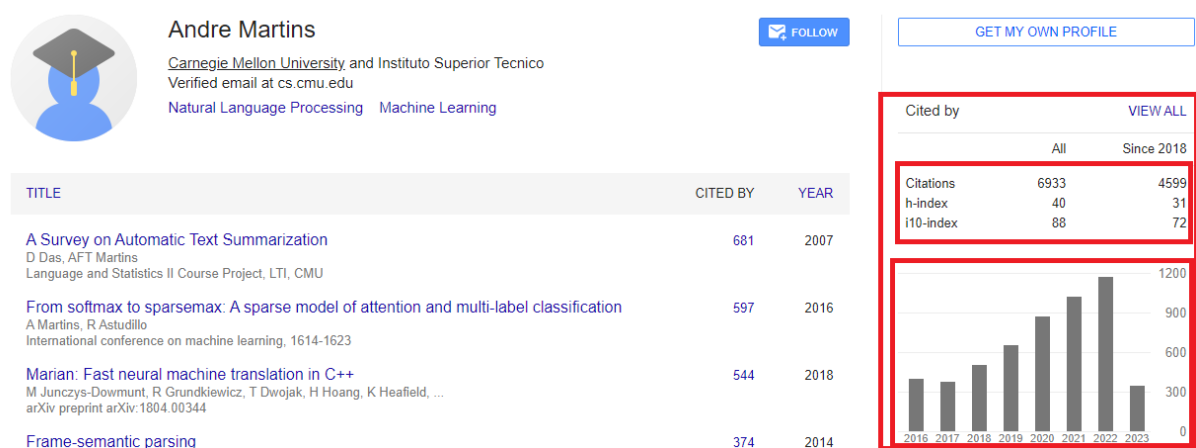 Andre Martins
FOLLOW
GET MY OWN PROFILE
Carnegie Mellon University and Instituto Superior Tecnico
Verified email at cs.cmu.edu
Natural Language Processing Machine Learning
Cited by VIEW ALL
All Since 2018
Citations 6933 4599
h-index 40 31
i10-index 88 72
TITLE CITED BY YEAR
A Survey on Automatic Text Summarization 681 2007
D Das, AFT Martins
Language and Statistics II Course Project, LTI, CMU
From softmax to sparsemax: A sparse model of attention and multi-label classification 597 2016
A Martins, R Astudillo
International conference on machine learning, 1614-1623
Marian: Fast neural machine translation in C++ 544 2018
M Junczys-Dowmunt, R Grundkiewicz, T Dwojak, H Hoang, K Heafield, ...
arXiv preprint arXiv:1804.00344
Frame-semantic parsing 374 2014
1200
900
600
300
0
2016 2017 2018 2019 2020 2021 2022 2023